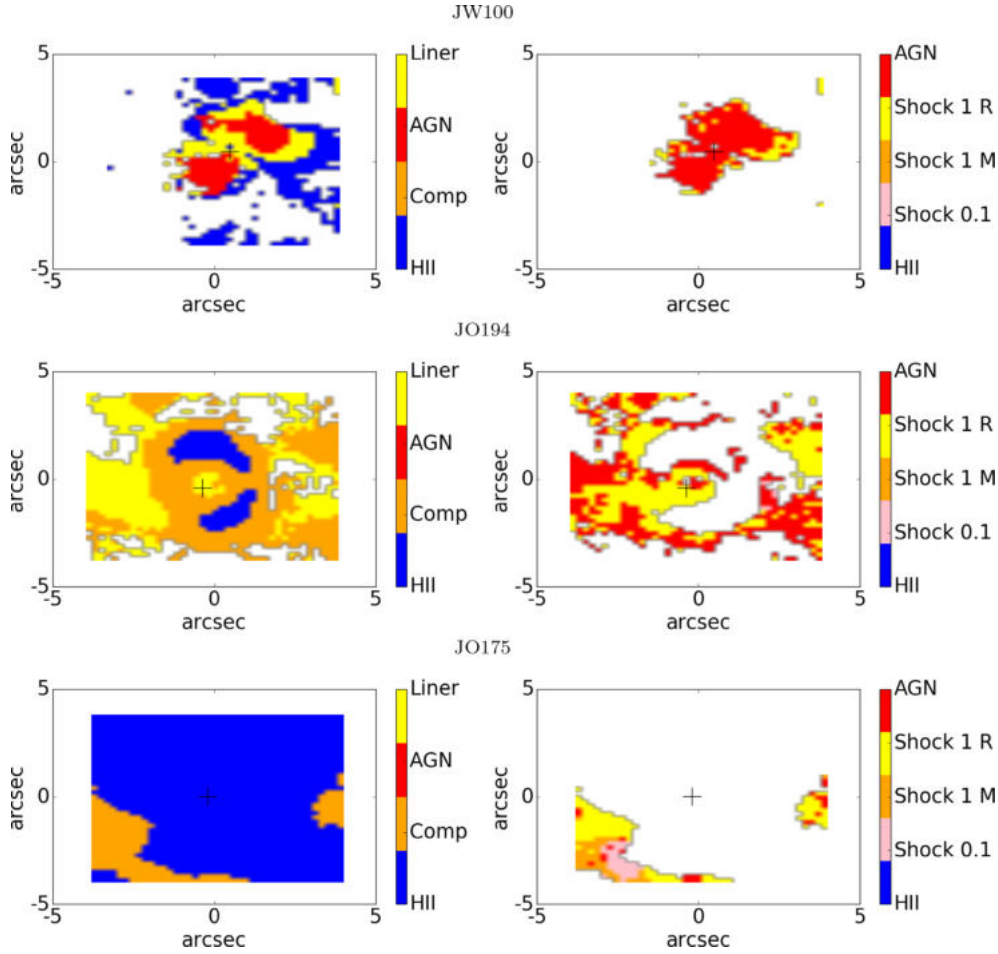 JW100
5
0
-5
-5
0
5
arcsec
arcsec
Liner
AGN
Comp
HII
5
0
-5
-5
0
5
arcsec
arcsec
AGN
Shock 1 R
Shock 1 M
Shock 0.1
HII
JO194
5
0
-5
-5
0
5
arcsec
arcsec
Liner
AGN
Comp
HII
5
0
-5
-5
0
5
arcsec
arcsec
AGN
Shock 1 R
Shock 1 M
Shock 0.1
HII
JO175
5
0
-5
-5
0
5
arcsec
arcsec
Liner
AGN
Comp
HII
5
0
-5
-5
0
5
arcsec
arcsec
AGN
Shock 1 R
Shock 1 M
Shock 0.1
HII